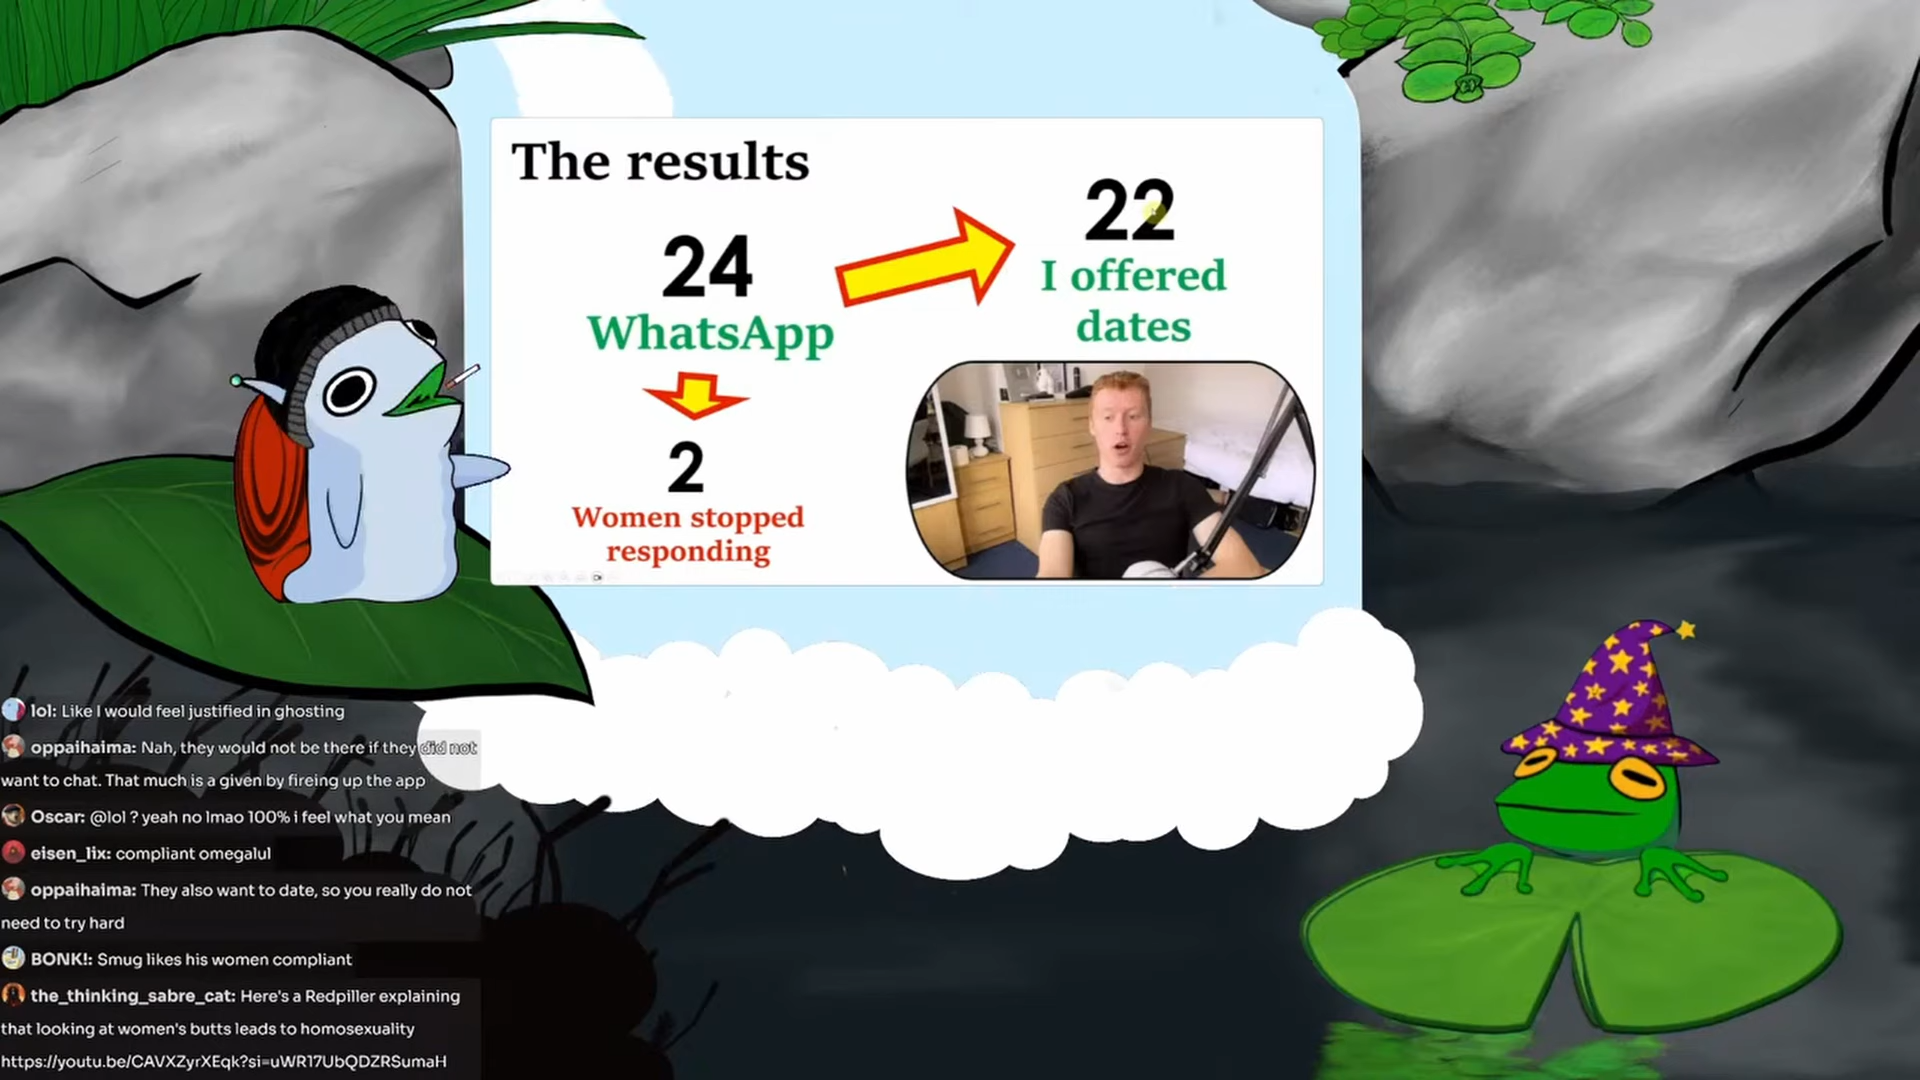 The results
24
WhatsApp
22
I offered
dates
2
Women stopped
responding
lol: Like I would feel justified in ghosting
oppaihaima: Nah, they would not be there if they did not
want to chat. That much is a given by fireing up the app
Oscar: @lol ? yeah no lmao 100% i feel what you mean
eisen_lix: compliant omegalul
oppaihaima: They also want to date, so you really do not
need to try hard
BONK!: Smug likes his women compliant
the_thinking_sabre_cat: Here's a Redpiller explaining
that looking at women's butts leads to homosexuality
https://youtu.be/CAVXZyrXEqk?si=uWR17UbQDZRSumaH